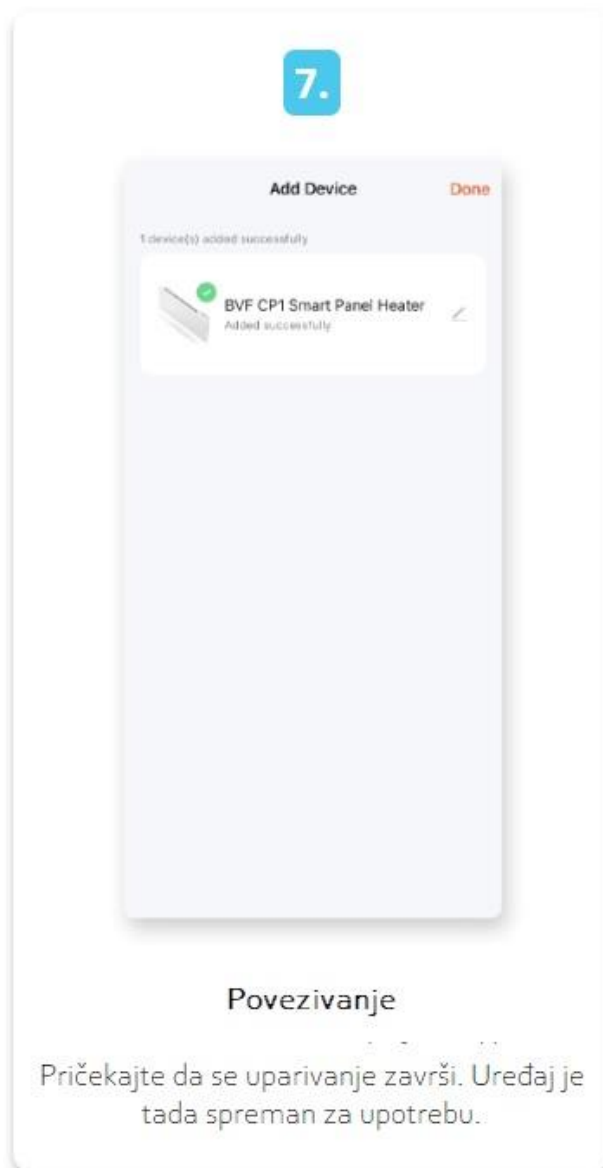 7.
Add Device Done
1 device(s) added successfully
BVF CP1 Smart Panel Heater
Added successfully
Povezivanje
Pričekajte da se uparivanje završi. Uređaj je
tada spreman za upotrebu.